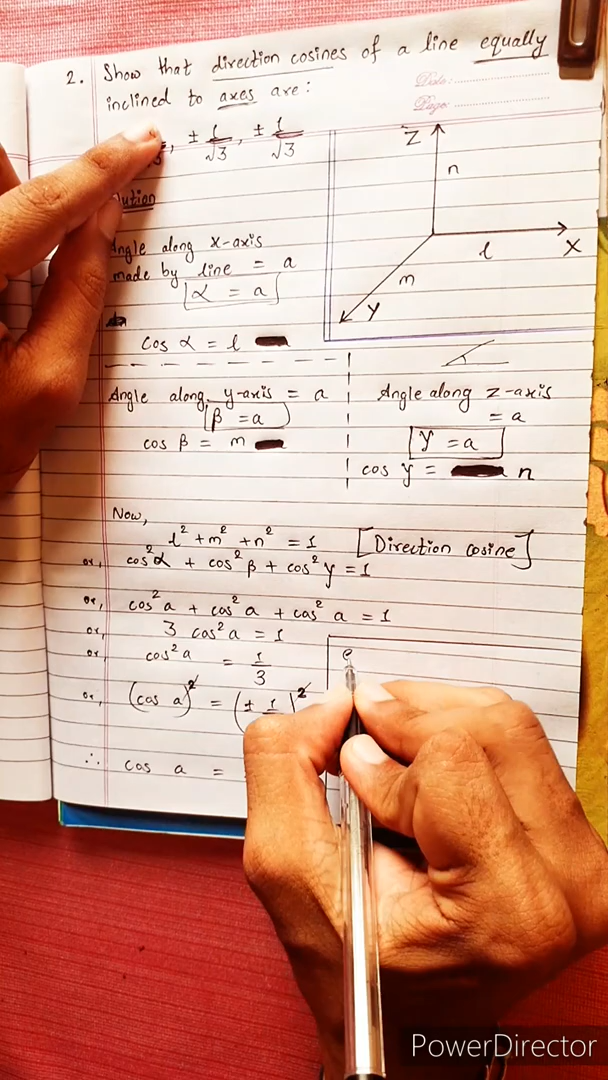 2. Show that direction cosines of a line equally
inclined to axes are:
Date:
Page:
, ± 1/√3, ± 1/√3
Angle along x-axis
made by line = a
α = a
cos α = l
Z
n
l
X
m
Y
Angle along y-axis = a
β = a
cos β = m
Angle along z-axis
= a
γ = a
cos γ = n
Now,
l² + m² + n² = 1 [Direction cosine]
or, cos²α + cos²β + cos²γ = 1
or, cos²a + cos²a + cos²a = 1
or, 3 cos²a = 1
or cos²a = 1/3
or, (cos a)² = (± 1
∴ cos a =
PowerDirector